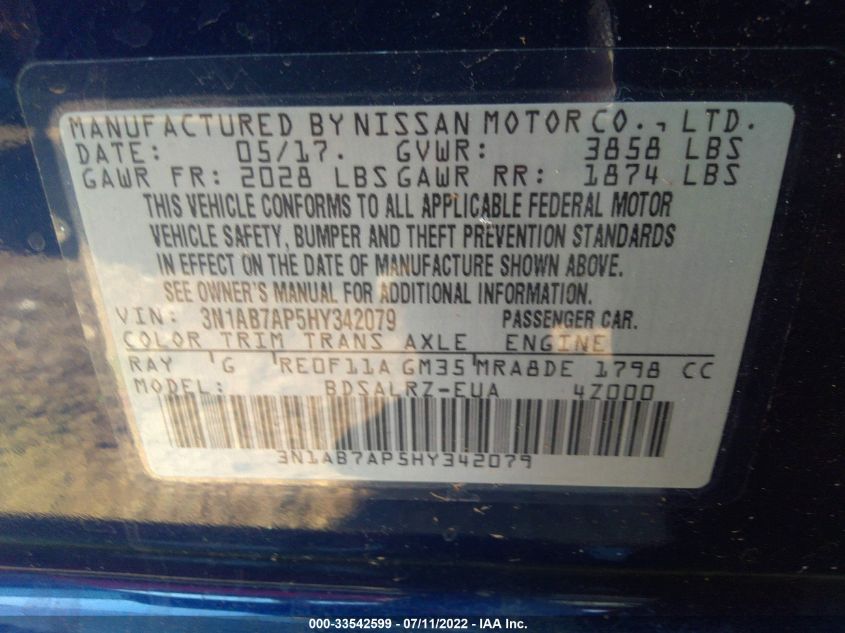 MANUFACTURED BY NISSAN MOTOR CO., LTD.
DATE: 05/17. GVWR: 3858 LBS
GAWR FR: 2028 LBS GAWR RR: 1874 LBS
THIS VEHICLE CONFORMS TO ALL APPLICABLE FEDERAL MOTOR
VEHICLE SAFETY, BUMPER AND THEFT PREVENTION STANDARDS
IN EFFECT ON THE DATE OF MANUFACTURE SHOWN ABOVE.
SEE OWNER'S MANUAL FOR ADDITIONAL INFORMATION.
VIN: 3N1AB7AP5HY342079 PASSENGER CAR.
COLOR TRIM TRANS AXLE ENGINE
RAY G RE0F11A GM35 MRA8DE 1798 CC
MODEL: BDSALRZ-EUA 4Z000
3N1AB7AP5HY342079
000-33542599 - 07/11/2022 - © IAA Inc.